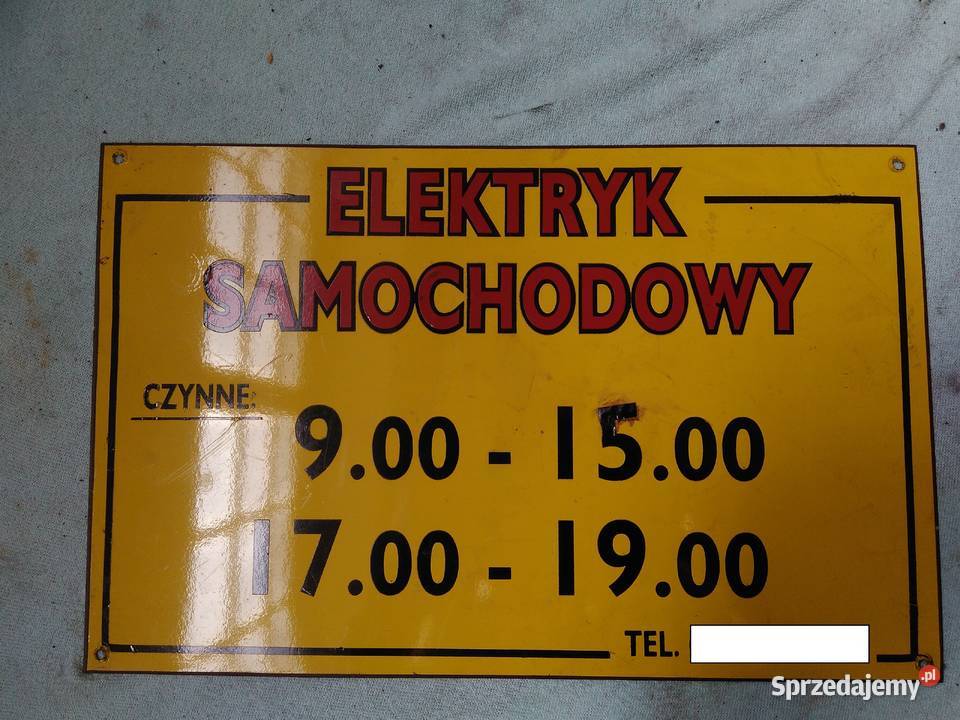 ELEKTRYK
SAMOCHODOWY
CZYNNE:
9.00 - 15.00
17.00 - 19.00
TEL.
Sprzedajemy.pl